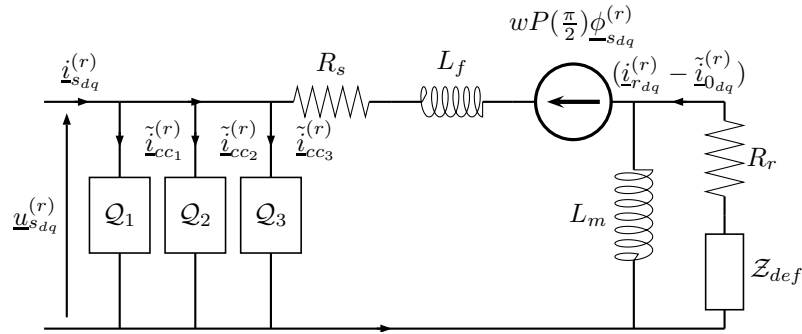 wP(π/2)φ_{s_{dq}}^{(r)}
i_{s_{dq}}^{(r)} R_s L_f (i_{r_{dq}}^{(r)} − ĩ_{0_{dq}}^{(r)})
ĩ_{cc_1}^{(r)} ĩ_{cc_2}^{(r)} ĩ_{cc_3}^{(r)} R_r
u_{s_{dq}}^{(r)} Q_1 Q_2 Q_3 L_m
Z_{def}